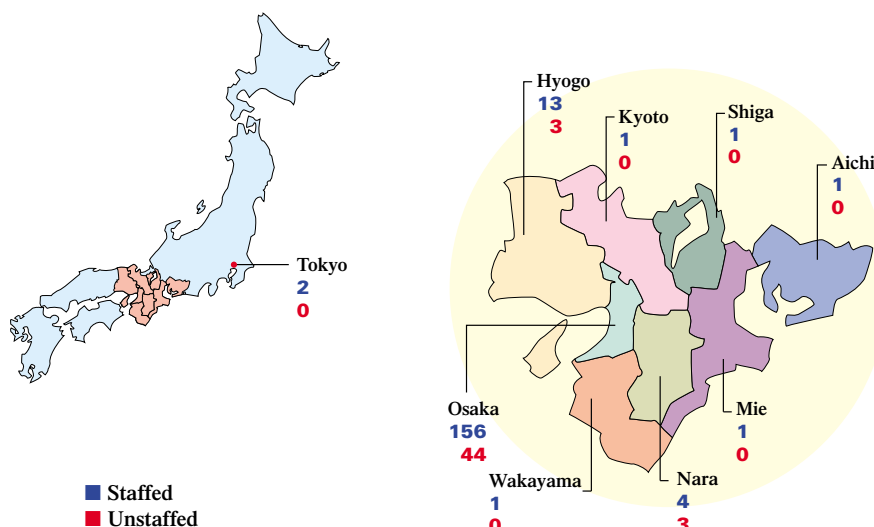 Tokyo
2
0
Hyogo
13
3
Kyoto
1
0
Shiga
1
0
Aichi
1
0
Osaka
156
44
Wakayama
1
0
Nara
4
3
Mie
1
0
Staffed
Unstaffed